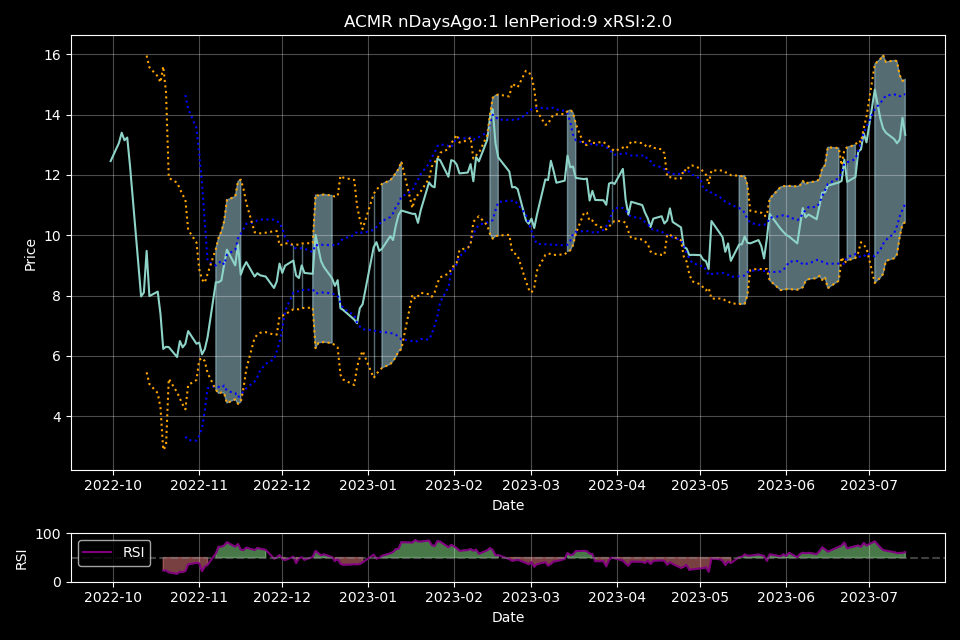 ACMR nDaysAgo:1 lenPeriod:9 xRSI:2.0
Price
16
14
12
10
8
6
4
2022-10 2022-11 2022-12 2023-01 2023-02 2023-03 2023-04 2023-05 2023-06 2023-07
Date
RSI
100
0
RSI
2022-10 2022-11 2022-12 2023-01 2023-02 2023-03 2023-04 2023-05 2023-06 2023-07
Date